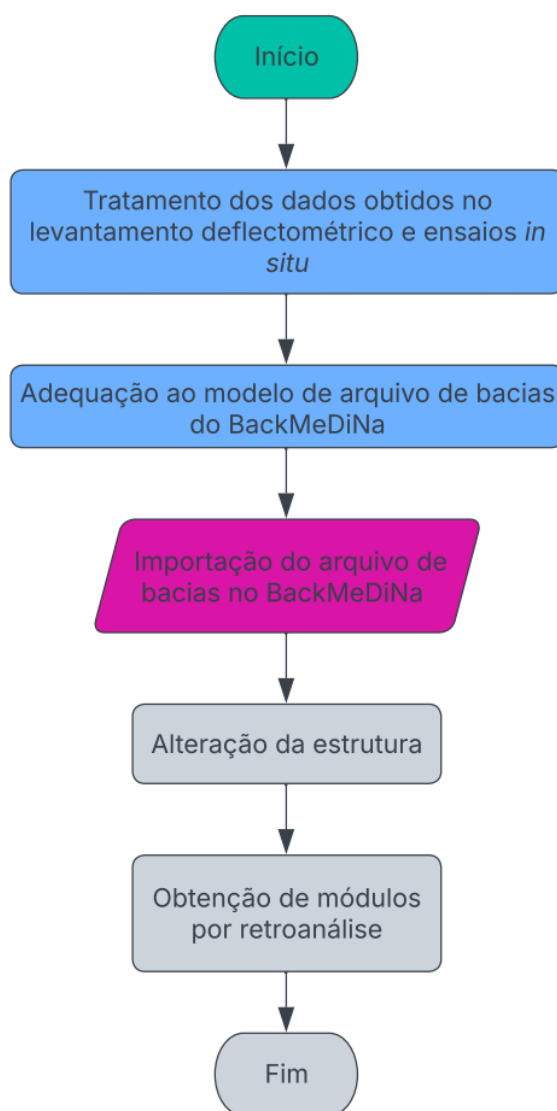 Início
Tratamento dos dados obtidos no
levantamento deflectométrico e ensaios in
situ
Adequação ao modelo de arquivo de bacias
do BackMeDiNa
Importação do arquivo de
bacias no BackMeDiNa
Alteração da estrutura
Obtenção de módulos
por retroanálise
Fim